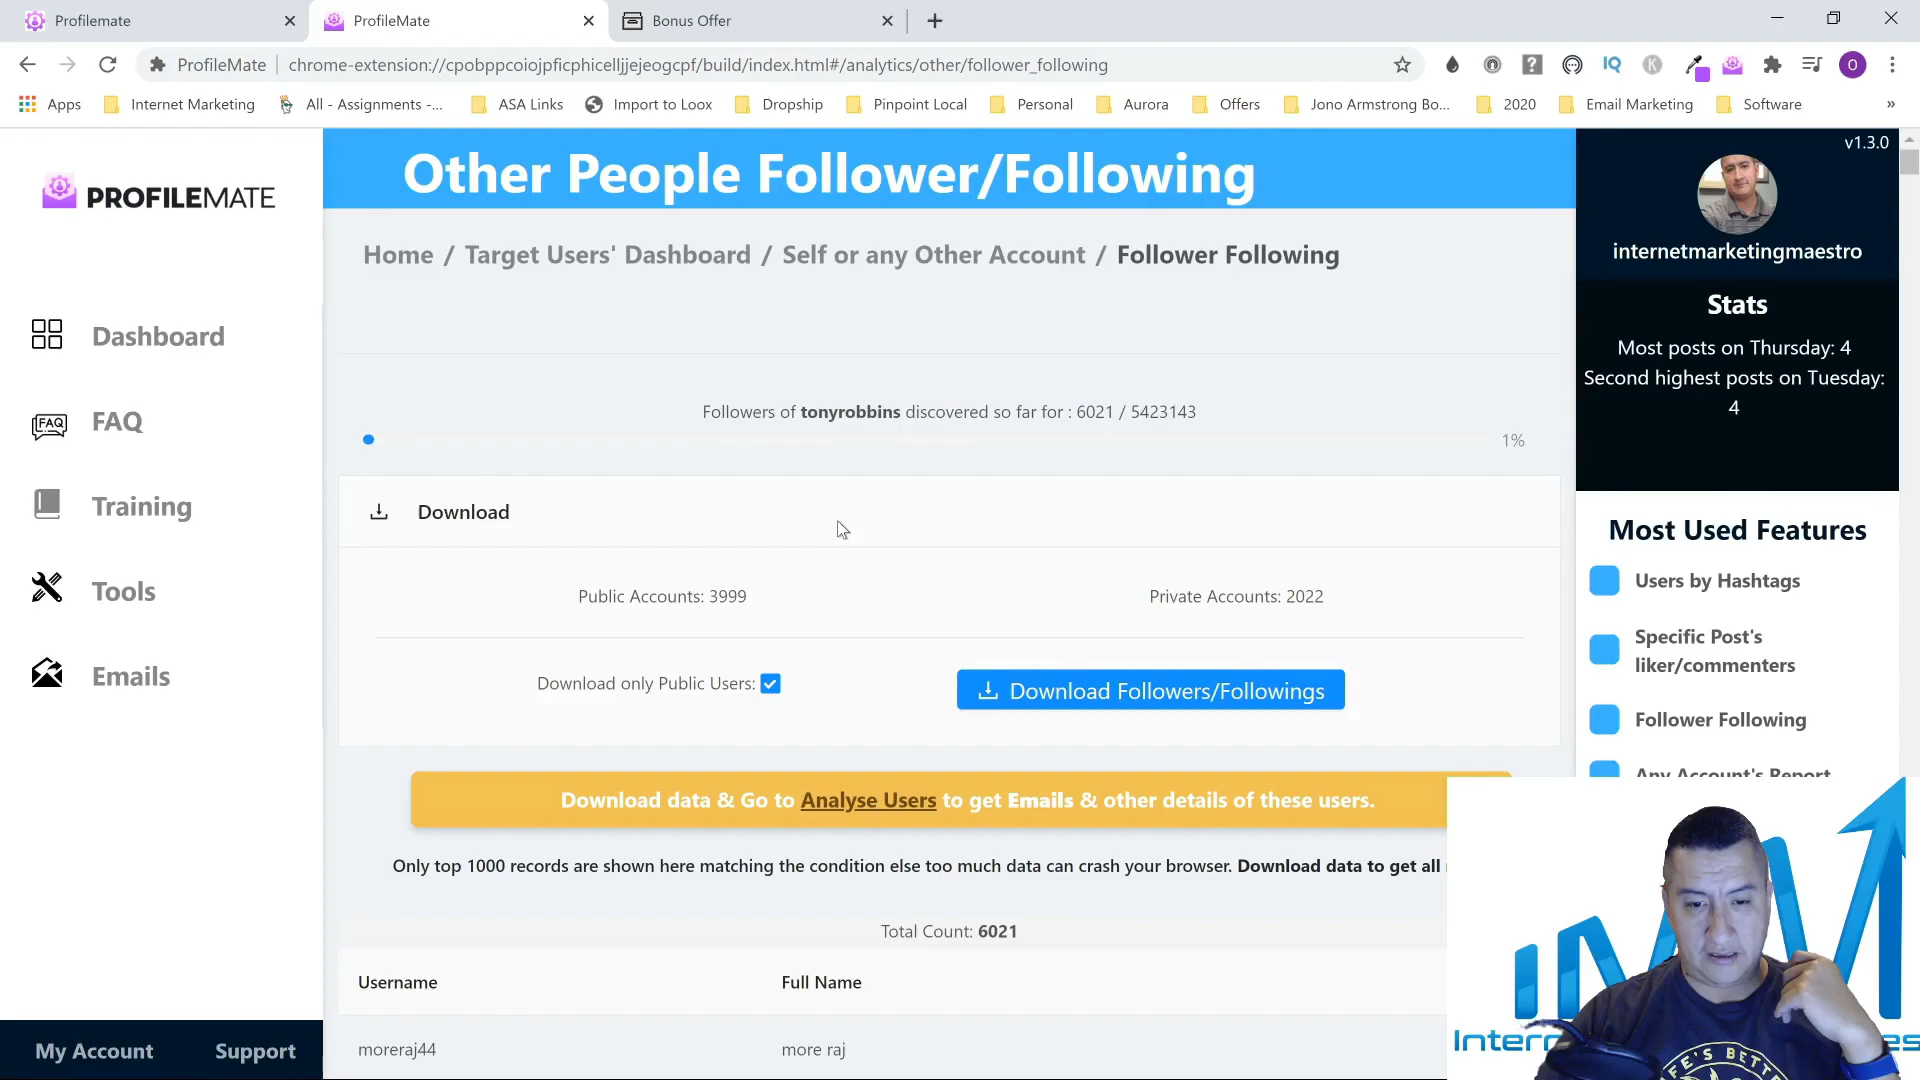 Profilemate
ProfileMate
Bonus Offer
ProfileMate
chrome-extension://cpobppcoiojpficphicelljjejeogcpf/build/index.html#/analytics/other/follower_following
IQ
K
O
Apps
Internet Marketing
All - Assignments -...
ASA Links
Import to Loox
Dropship
Pinpoint Local
Personal
Aurora
Offers
Jono Armstrong Bo...
2020
Email Marketing
Software
»
PROFILEMATE
Other People Follower/Following
v1.3.0
internetmarketingmaestro
Home / Target Users' Dashboard / Self or any Other Account / Follower Following
Stats
Most posts on Thursday: 4
Second highest posts on Tuesday:
4
Dashboard
FAQ
FAQ
Training
Tools
Emails
Followers of tonyrobbins discovered so far for : 6021 / 5423143
1%
Download
Public Accounts: 3999
Private Accounts: 2022
Download only Public Users:
Download Followers/Followings
Most Used Features
Users by Hashtags
Specific Post's
liker/commenters
Follower Following
Any Account's Report
Download data & Go to Analyse Users to get Emails & other details of these users.
Only top 1000 records are shown here matching the condition else too much data can crash your browser. Download data to get all
Total Count: 6021
Username
Full Name
moreraj44
more raj
My Account
Support